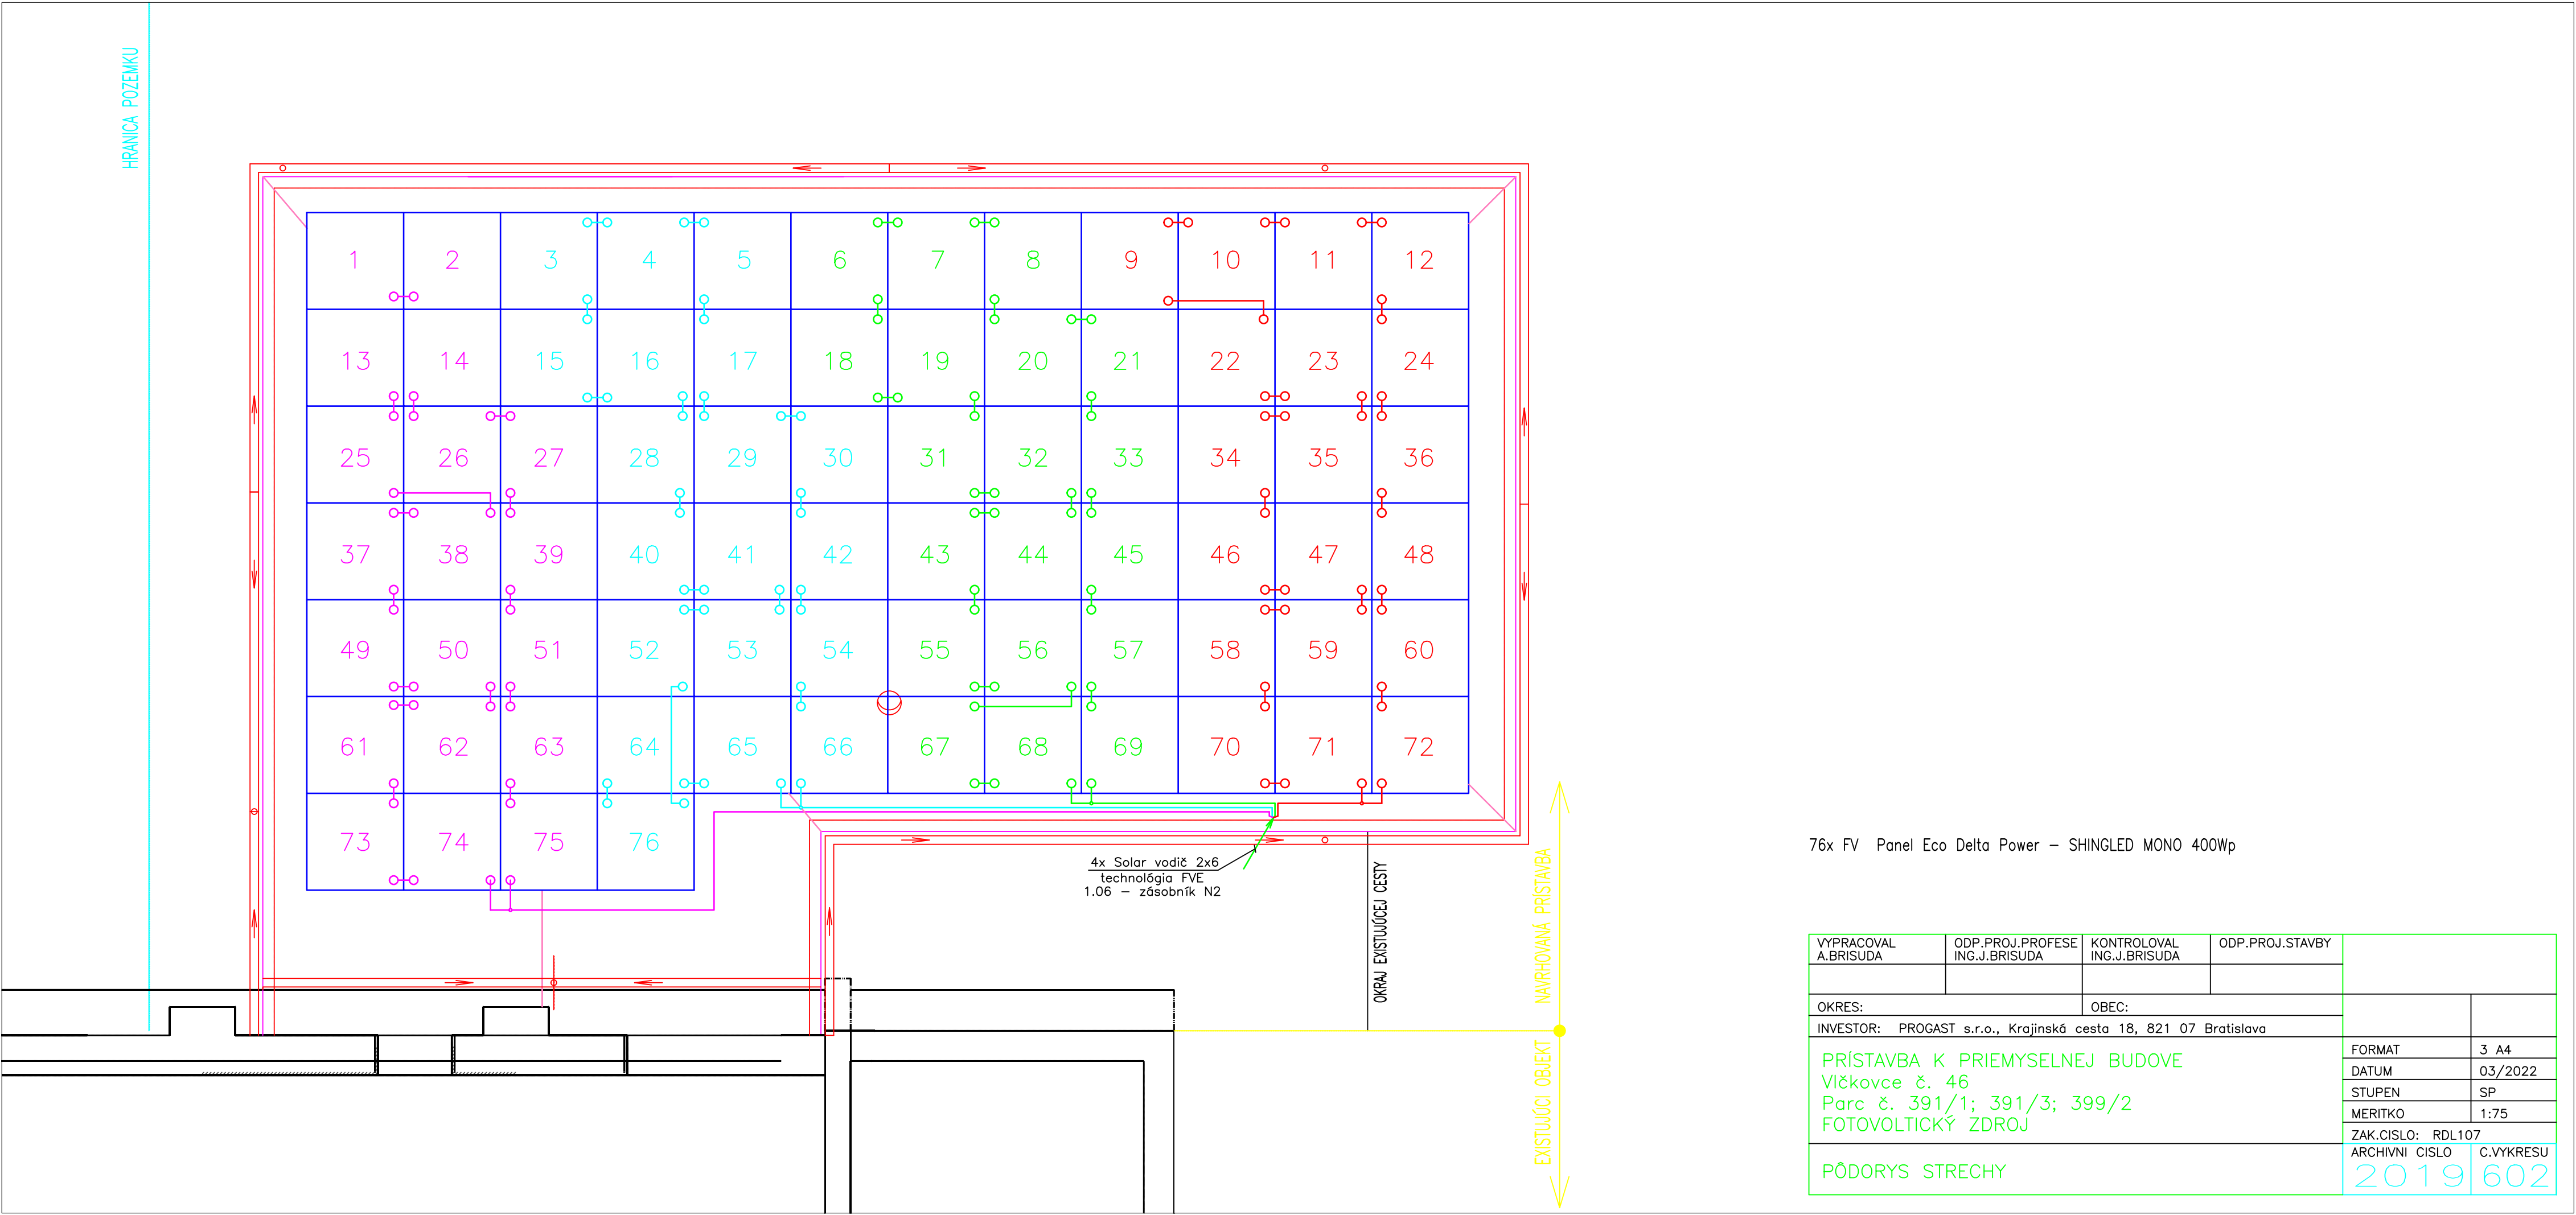 HRANICA POZEMKU
1 2 3 4 5 6 7 8 9 10 11 12
13 14 15 16 17 18 19 20 21 22 23 24
25 26 27 28 29 30 31 32 33 34 35 36
37 38 39 40 41 42 43 44 45 46 47 48
49 50 51 52 53 54 55 56 57 58 59 60
61 62 63 64 65 66 67 68 69 70 71 72
73 74 75 76
4x Solar vodič 2x6
technológia FVE
1.06 – zásobník N2
OKRAJ EXISTUJÚCEJ CESTY
NAVRHOVANÁ PRÍSTAVBA
EXISTUJÚCI OBJEKT
76x FV Panel Eco Delta Power – SHINGLED MONO 400Wp
VYPRACOVAL
A.BRISUDA
ODP.PROJ.PROFESE
ING.J.BRISUDA
KONTROLOVAL
ING.J.BRISUDA
ODP.PROJ.STAVBY
OKRES:
OBEC:
INVESTOR: PROGAST s.r.o., Krajinská cesta 18, 821 07 Bratislava
PRÍSTAVBA K PRIEMYSELNEJ BUDOVE
Vlčkovce č. 46
Parc č. 391/1; 391/3; 399/2
FOTOVOLTICKÝ ZDROJ
PÔDORYS STRECHY
FORMAT 3 A4
DATUM 03/2022
STUPEN SP
MERITKO 1:75
ZAK.CISLO: RDL107
ARCHIVNI CISLO C.VYKRESU
2019 602